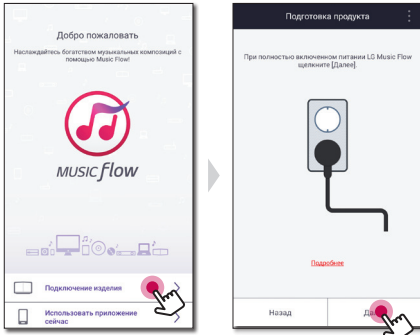 Добро пожаловать
Наслаждайтесь богатством музыкальных композиций с
помощью Music Flow!
MUSIC flow
Подключение изделия
Использовать приложение
сейчас
Подготовка продукта
При полностью включенном питании LG Music Flow
щелкните [Далее].
Подробнее
Назад